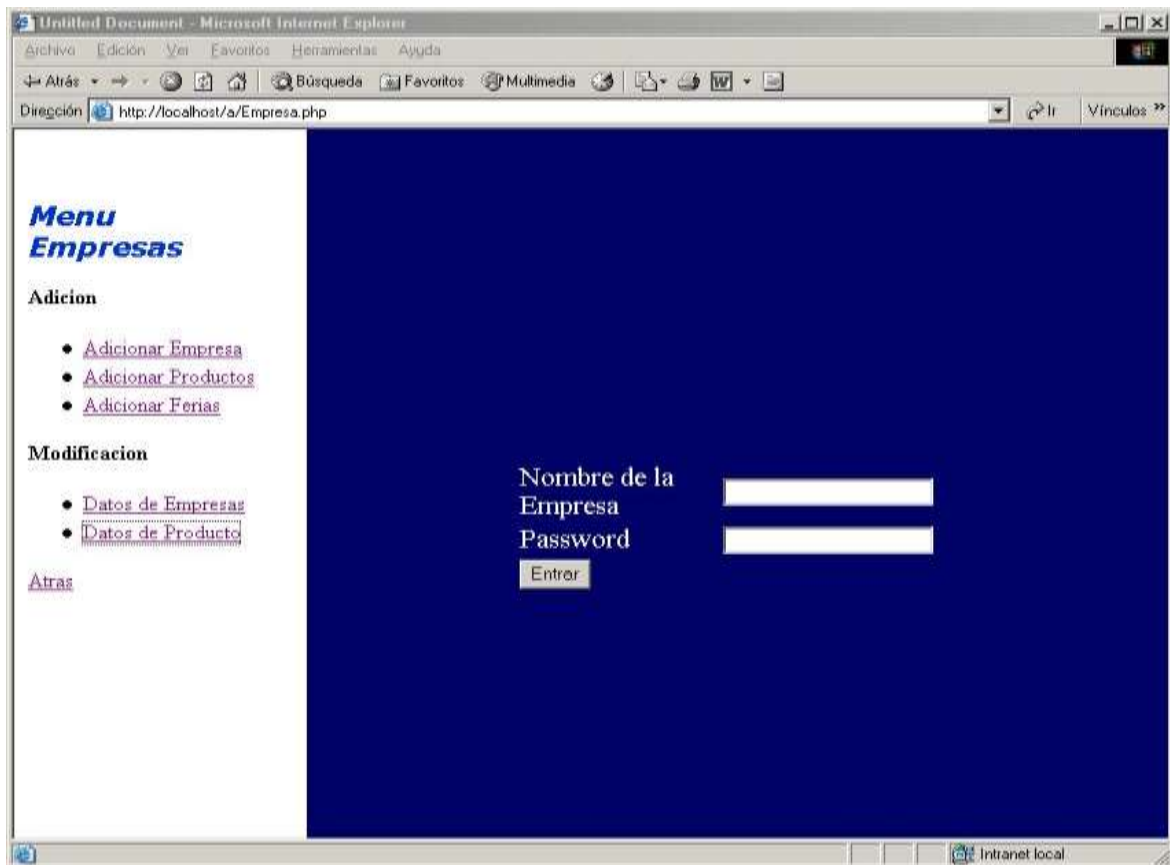 Untitled Document - Microsoft Internet Explorer
Archivo Edición Ver Favoritos Herramientas Ayuda
Atrás Búsqueda Favoritos Multimedia
Dirección http://localhost/a/Empresa.php Ir Vínculos »
Menu
Empresas
Adicion
Adicionar Empresa
Adicionar Productos
Adicionar Ferias
Modificacion
Datos de Empresas
Datos de Producto
Atras
Nombre de la
Empresa
Password
Entrar
Intranet local